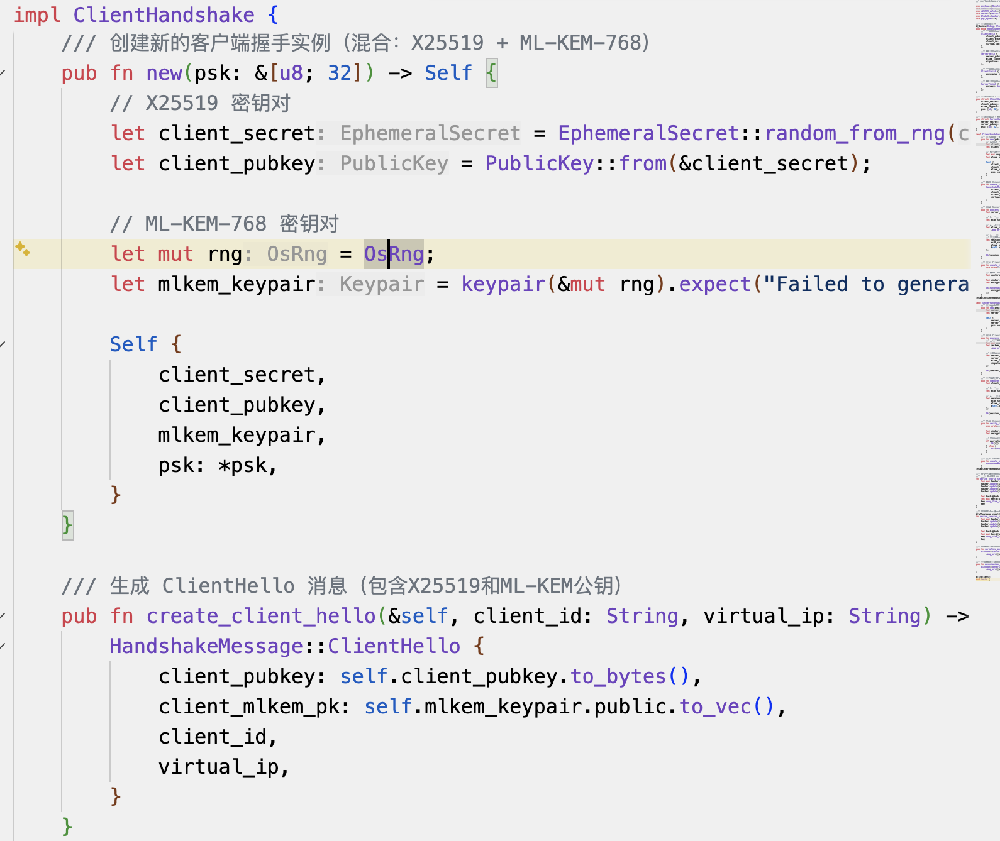 impl ClientHandshake {
    /// 创建新的客户端握手实例（混合：X25519 + ML-KEM-768）
    pub fn new(psk: &[u8; 32]) -> Self {
        // X25519 密钥对
        let client_secret: EphemeralSecret = EphemeralSecret::random_from_rng(c
        let client_pubkey: PublicKey = PublicKey::from(&client_secret);
        // ML-KEM-768 密钥对
        let mut rng: OsRng = OsRng;
        let mlkem_keypair: Keypair = keypair(&mut rng).expect("Failed to genera
        Self {
            client_secret,
            client_pubkey,
            mlkem_keypair,
            psk: *psk,
        }
    }
    /// 生成 ClientHello 消息（包含X25519和ML-KEM公钥）
    pub fn create_client_hello(&self, client_id: String, virtual_ip: String) ->
        HandshakeMessage::ClientHello {
            client_pubkey: self.client_pubkey.to_bytes(),
            client_mlkem_pk: self.mlkem_keypair.public.to_vec(),
            client_id,
            virtual_ip,
        }
    }